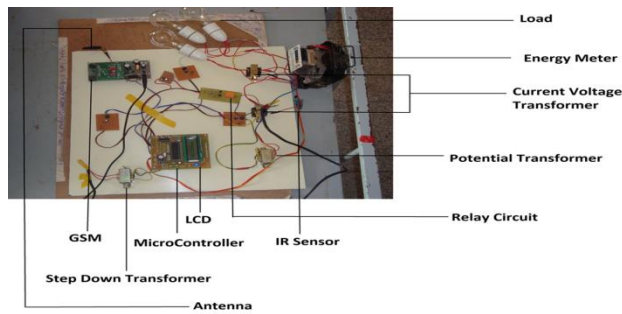 Load
Energy Meter
Current Voltage
Transformer
Potential Transformer
Relay Circuit
LCD
GSM
MicroController
IR Sensor
Step Down Transformer
Antenna